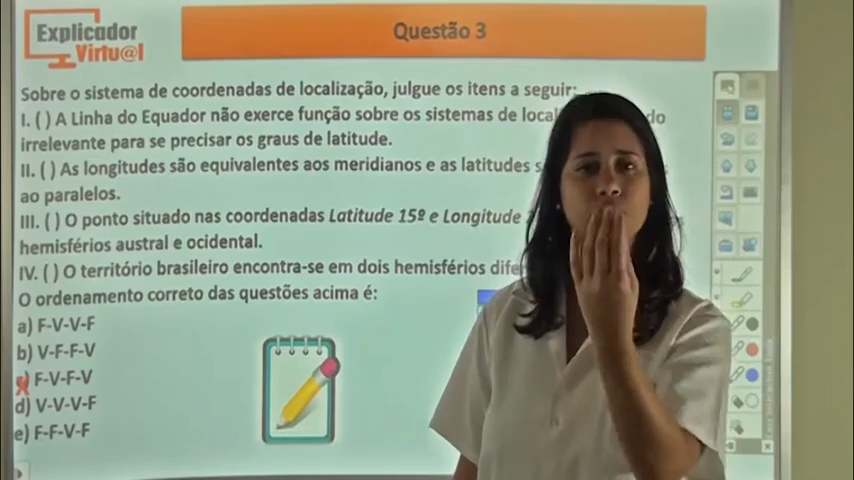 Explicador
Virtu@l
Questão 3
Sobre o sistema de coordenadas de localização, julgue os itens a seguir:
I. ( ) A Linha do Equador não exerce função sobre os sistemas de
irrelevante para se precisar os graus de latitude.
II. ( ) As longitudes são equivalentes aos meridianos e as latitudes
ao paralelos.
III. ( ) O ponto situado nas coordenadas Latitude 15º e Longitude
hemisférios austral e ocidental.
IV. ( ) O território brasileiro encontra-se em dois hemisférios
O ordenamento correto das questões acima é:
a) F-V-V-F
b) V-F-F-V
F-V-F-V
d) V-V-V-F
e) F-F-V-F